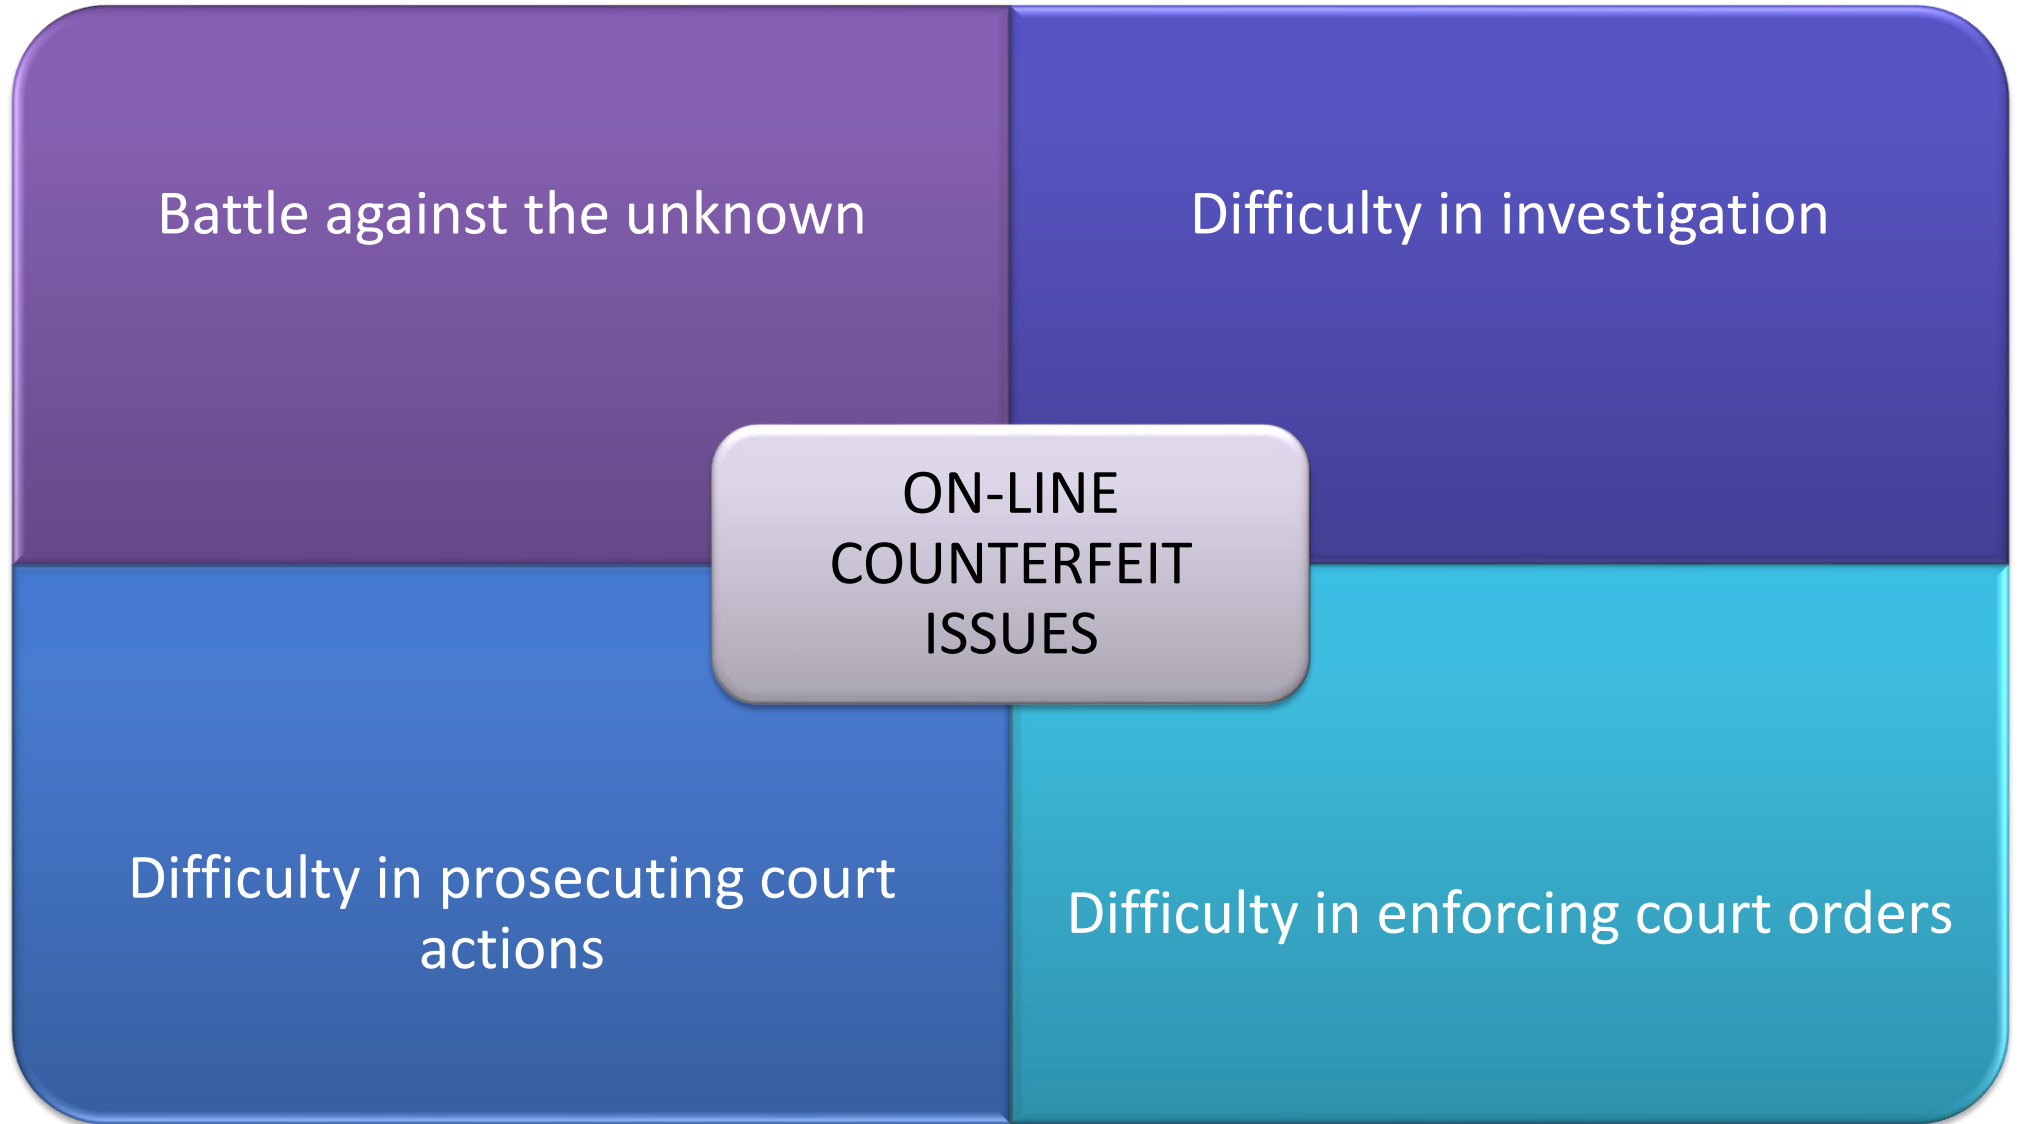 Battle against the unknown
Difficulty in investigation
ON-LINE
COUNTERFEIT
ISSUES
Difficulty in prosecuting court
actions
Difficulty in enforcing court orders